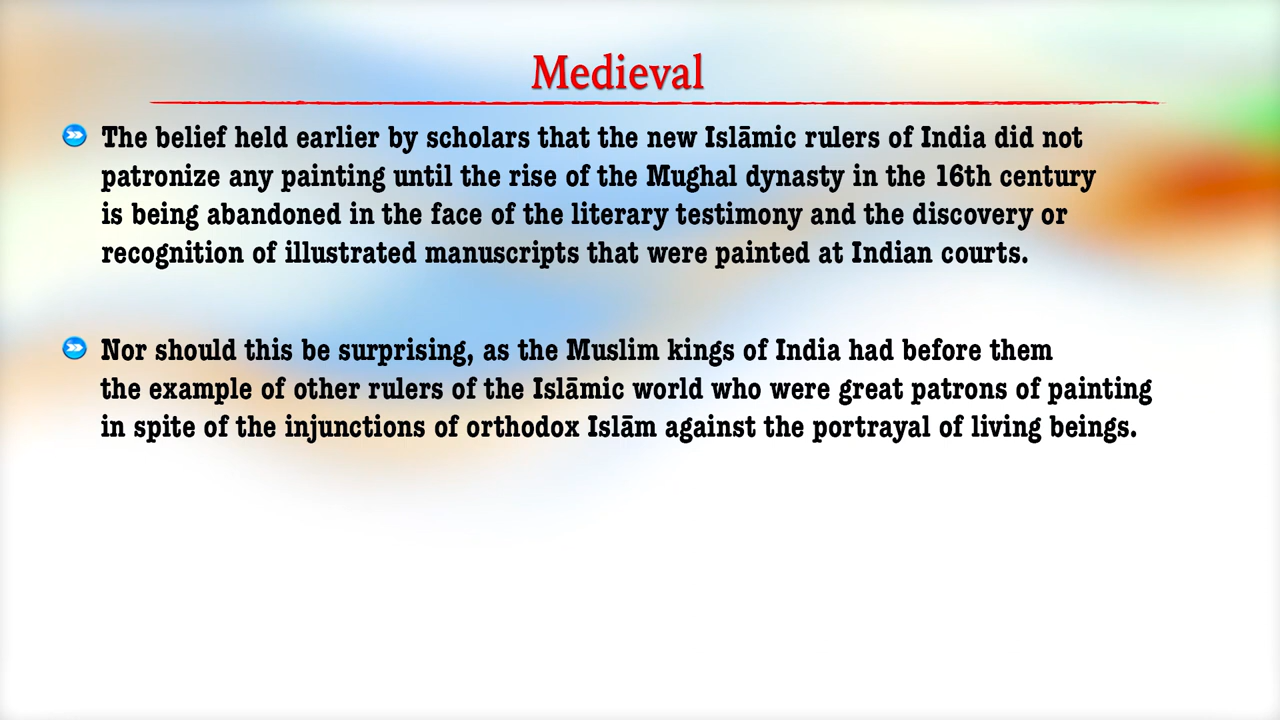 Medieval
The belief held earlier by scholars that the new Islāmic rulers of India did not
patronize any painting until the rise of the Mughal dynasty in the 16th century
is being abandoned in the face of the literary testimony and the discovery or
recognition of illustrated manuscripts that were painted at Indian courts.
Nor should this be surprising, as the Muslim kings of India had before them
the example of other rulers of the Islāmic world who were great patrons of painting
in spite of the injunctions of orthodox Islām against the portrayal of living beings.